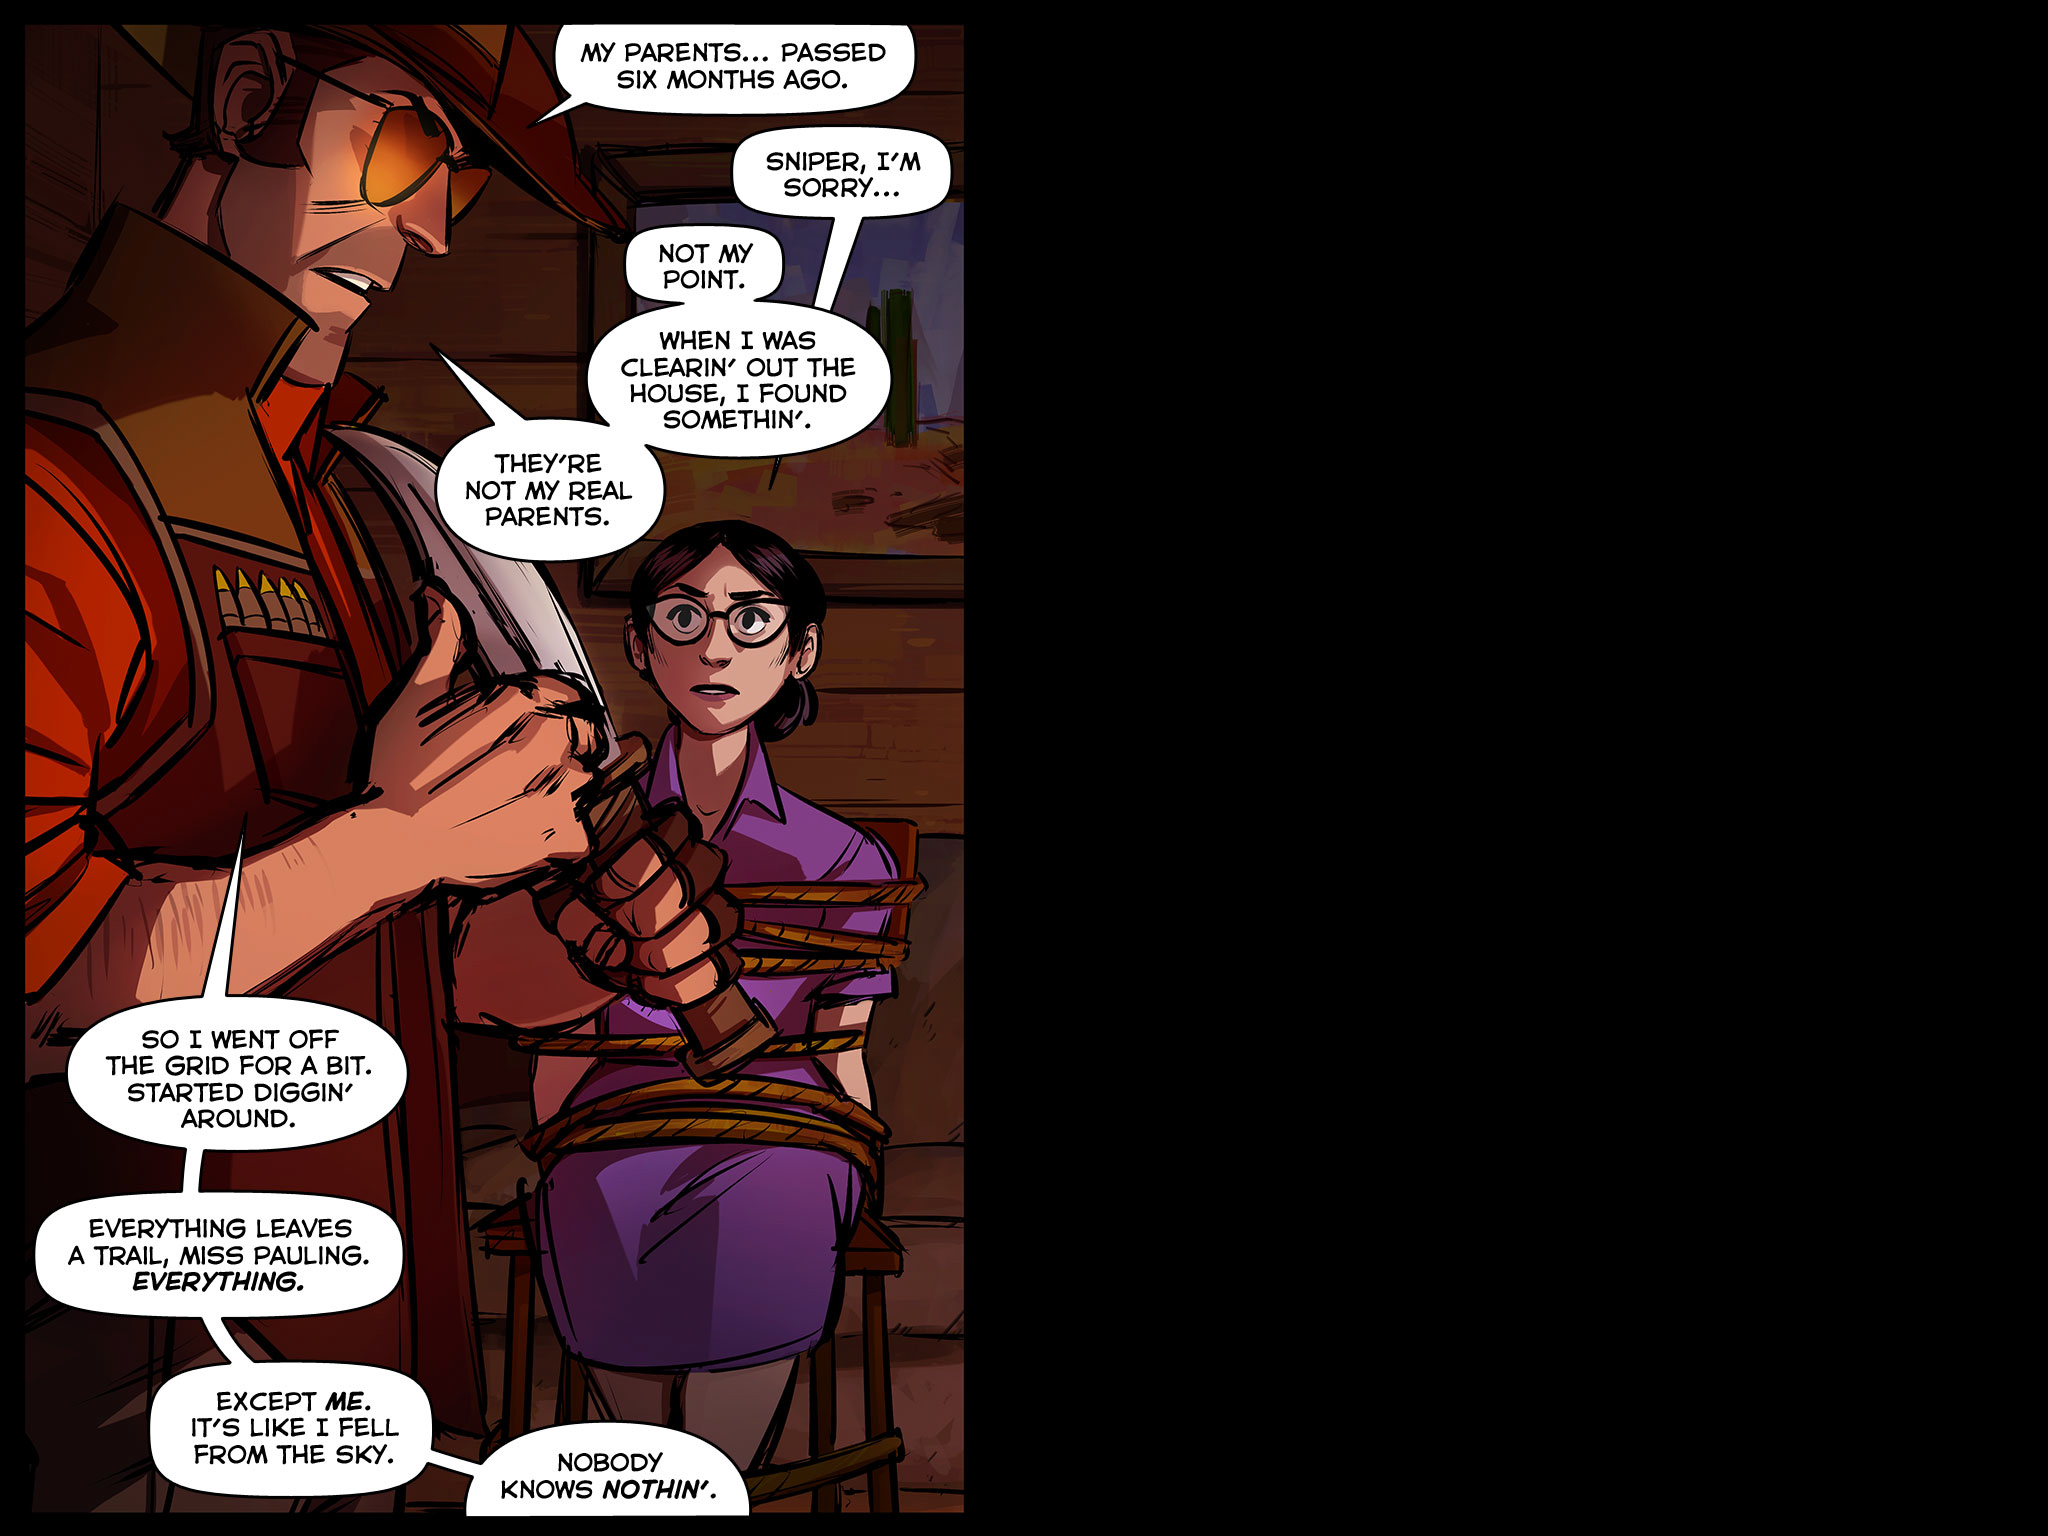 MY PARENTS... PASSED
SIX MONTHS AGO.
SNIPER, I'M
SORRY...
NOT MY
POINT.
WHEN I WAS
CLEARIN' OUT THE
HOUSE, I FOUND
SOMETHIN'.
THEY'RE
NOT MY REAL
PARENTS.
SO I WENT OFF
THE GRID FOR A BIT.
STARTED DIGGIN'
AROUND.
EVERYTHING LEAVES
A TRAIL, MISS PAULING.
EVERYTHING.
EXCEPT ME.
IT'S LIKE I FELL
FROM THE SKY.
NOBODY
KNOWS NOTHIN'.